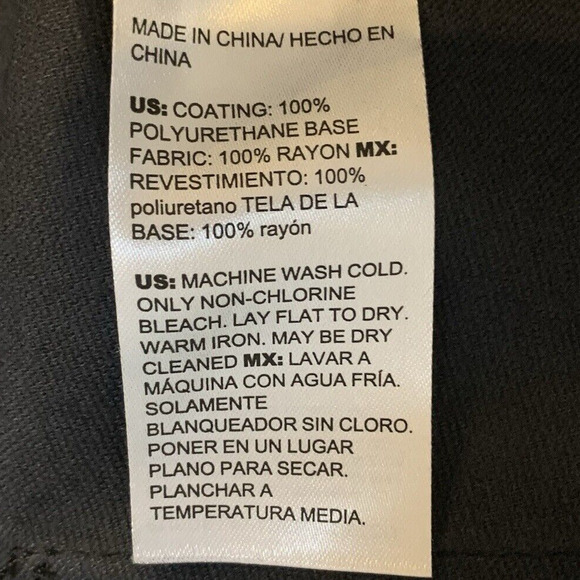 MADE IN CHINA/ HECHO EN
CHINA
US: COATING: 100%
POLYURETHANE BASE
FABRIC: 100% RAYON MX:
REVESTIMIENTO: 100%
poliuretano TELA DE LA
BASE: 100% rayón
US: MACHINE WASH COLD.
ONLY NON-CHLORINE
BLEACH. LAY FLAT TO DRY.
WARM IRON. MAY BE DRY
CLEANED MX: LAVAR A
MÁQUINA CON AGUA FRÍA.
SOLAMENTE
BLANQUEADOR SIN CLORO.
PONER EN UN LUGAR
PLANO PARA SECAR.
PLANCHAR A
TEMPERATURA MEDIA.